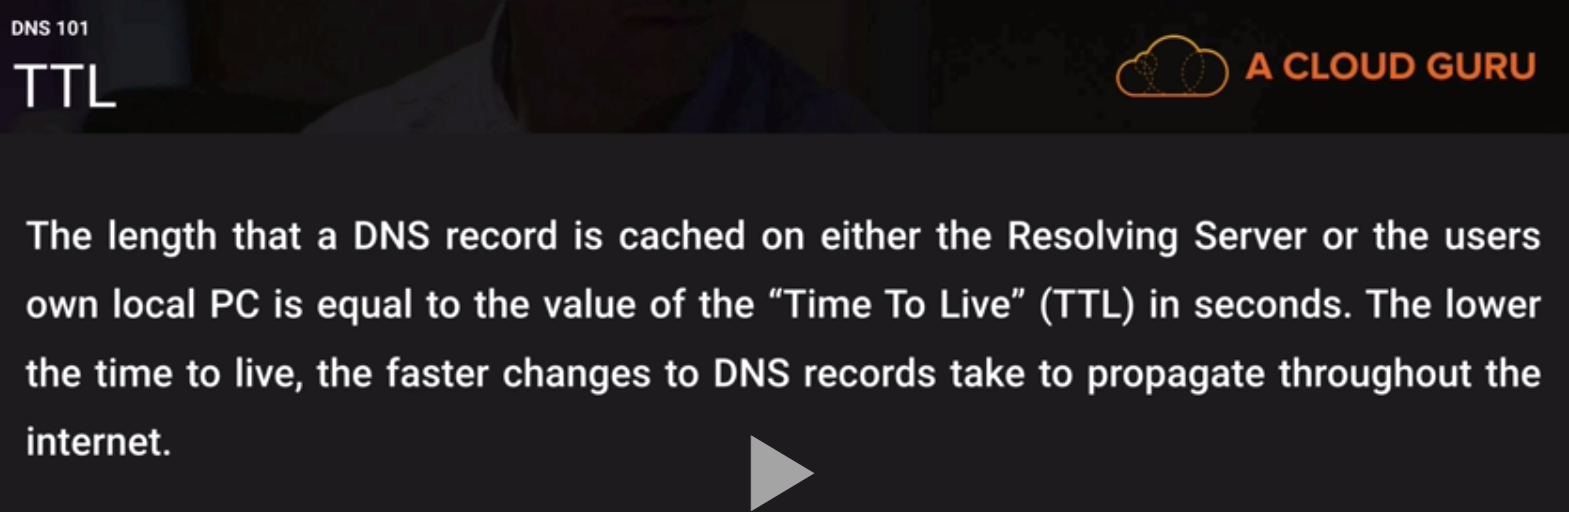 DNS 101
TTL
A CLOUD GURU
The length that a DNS record is cached on either the Resolving Server or the users
own local PC is equal to the value of the “Time To Live” (TTL) in seconds. The lower
the time to live, the faster changes to DNS records take to propagate throughout the
internet.